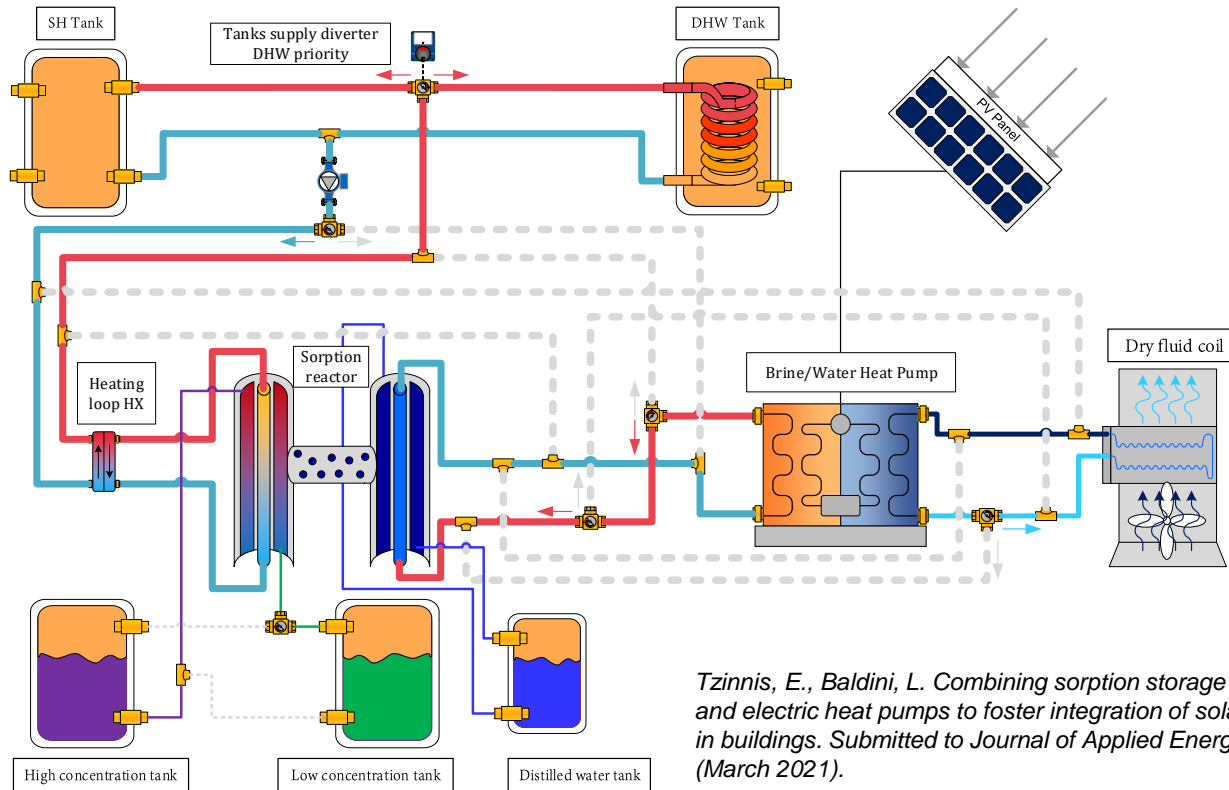 SH Tank
Tanks supply diverter
DHW priority
DHW Tank
PV Panel
Dry fluid coil
Sorption
reactor
Brine/Water Heat Pump
Heating
loop HX
High concentration tank
Low concentration tank
Distilled water tank
Tzinnis, E., Baldini, L. Combining sorption storage
and electric heat pumps to foster integration of sola
in buildings. Submitted to Journal of Applied Energ
(March 2021).